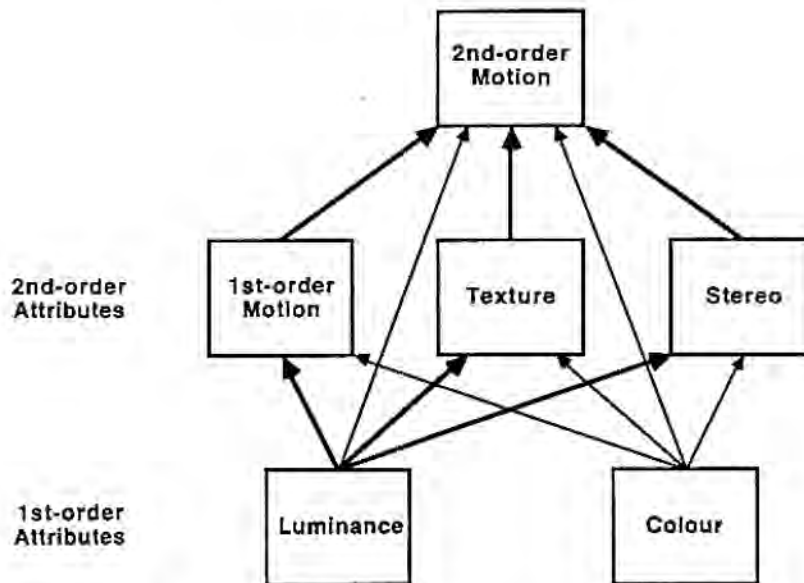 2nd-order
Motion
2nd-order
Attributes
1st-order
Motion
Texture
Stereo
1st-order
Attributes
Luminance
Colour